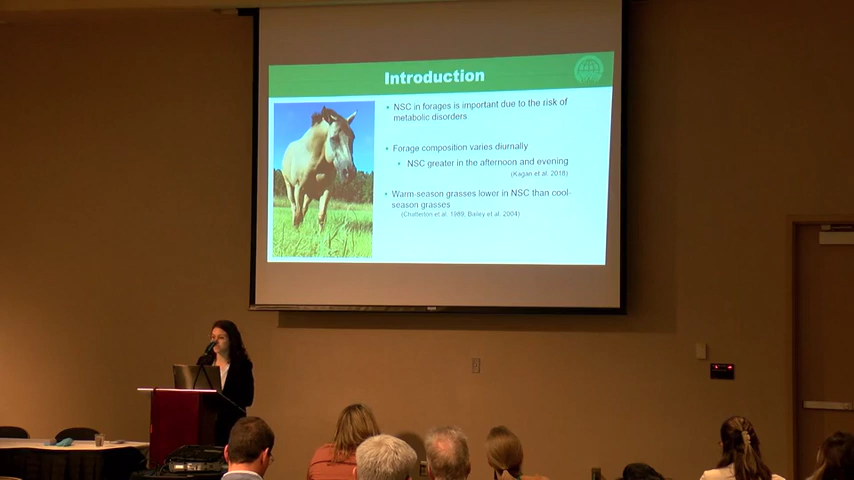 Introduction
• NSC in forages is important due to the risk of
metabolic disorders
• Forage composition varies diurnally
• NSC greater in the afternoon and evening
(Kagan et al. 2018)
• Warm-season grasses lower in NSC than cool-
season grasses
(Chatterton et al. 1989; Bailey et al. 2004)